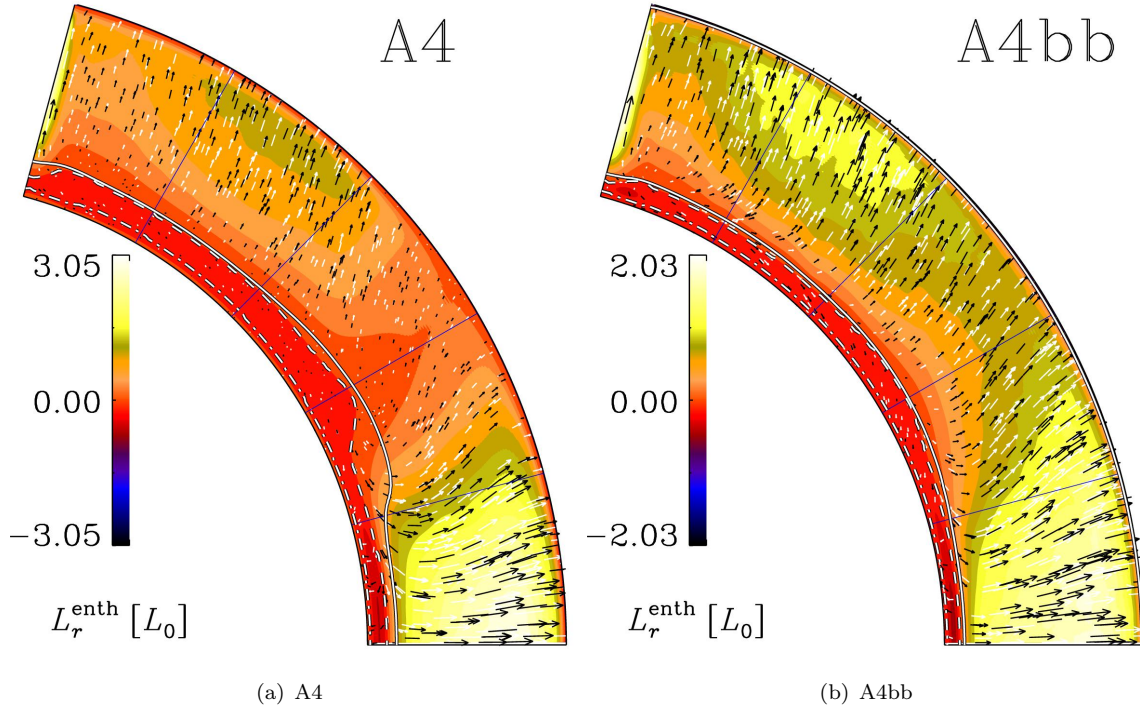 A4
3.05
0.00
−3.05
L_r^enth [L_0]
(a) A4
A4bb
2.03
0.00
−2.03
L_r^enth [L_0]
(b) A4bb